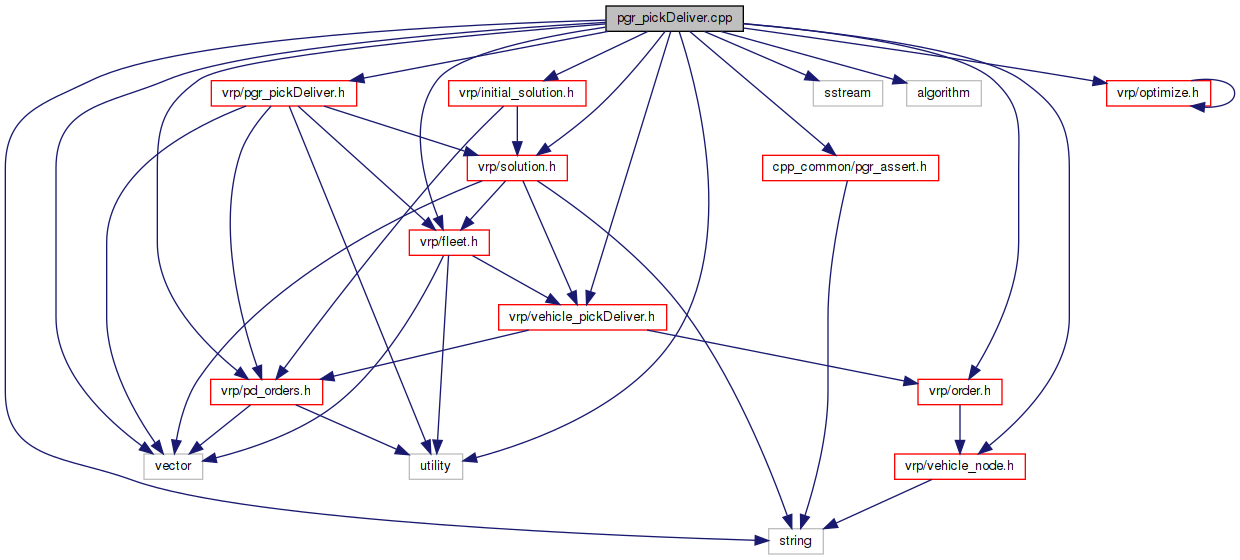 pgr_pickDeliver.cpp
vrp/pgr_pickDeliver.h
vrp/initial_solution.h
sstream
algorithm
vrp/optimize.h
vrp/solution.h
cpp_common/pgr_assert.h
vrp/fleet.h
vrp/vehicle_pickDeliver.h
vrp/pd_orders.h
vrp/order.h
vector
utility
vrp/vehicle_node.h
string